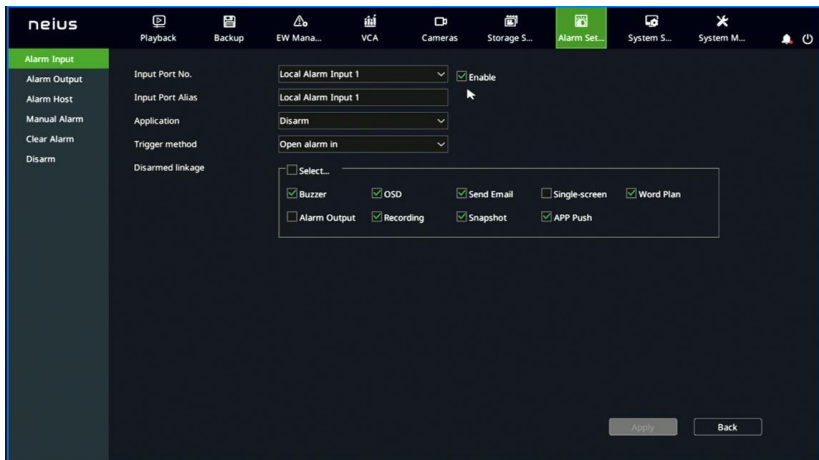 neius
Playback Backup EW Mana... VCA Cameras Storage S... Alarm Set... System S... System M...
Alarm Input
Alarm Output
Alarm Host
Manual Alarm
Clear Alarm
Disarm
Input Port No. Local Alarm Input 1 Enable
Input Port Alias Local Alarm Input 1
Application Disarm
Trigger method Open alarm in
Disarmed linkage Select...
Buzzer OSD Send Email Single-screen Word Plan
Alarm Output Recording Snapshot APP Push
Apply Back